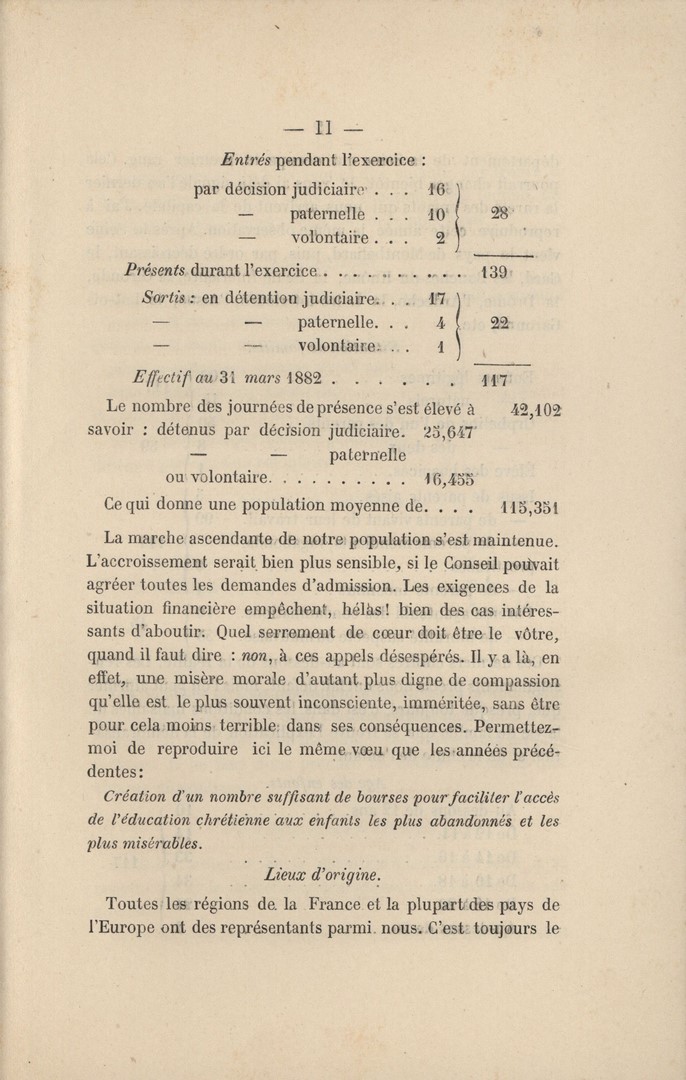 — 11 —
Entrés pendant l'exercice :
par décision judiciaire . . . 16
— paternelle . . . 10 28
— volontaire . . . 2
Présents durant l'exercice . . . . . . . . . . 139
Sortis : en détention judiciaire. . . 17
— — paternelle. . . 4 22
— — volontaire. . . 1
Effectif au 31 mars 1882 . . . . . . 117
Le nombre des journées de présence s'est élevé à 42,102
savoir : détenus par décision judiciaire. 25,647
— — paternelle
ou volontaire. . . . . . . . . . 16,455
Ce qui donne une population moyenne de. . . . 115,351
La marche ascendante de notre population s'est maintenue.
L'accroissement serait bien plus sensible, si le Conseil pouvait
agréer toutes les demandes d'admission. Les exigences de la
situation financière empêchent, hélas! bien des cas intéres-
sants d'aboutir. Quel serrement de cœur doit être le vôtre,
quand il faut dire : non, à ces appels désespérés. Il y a là, en
effet, une misère morale d'autant plus digne de compassion
qu'elle est le plus souvent inconsciente, imméritée, sans être
pour cela moins terrible dans ses conséquences. Permettez-
moi de reproduire ici le même vœu que les années précé-
dentes:
Création d'un nombre suffisant de bourses pour faciliter l'accès
de l'éducation chrétienne aux enfants les plus abandonnés et les
plus misérables.
Lieux d'origine.
Toutes les régions de la France et la plupart des pays de
l'Europe ont des représentants parmi nous. C'est toujours le